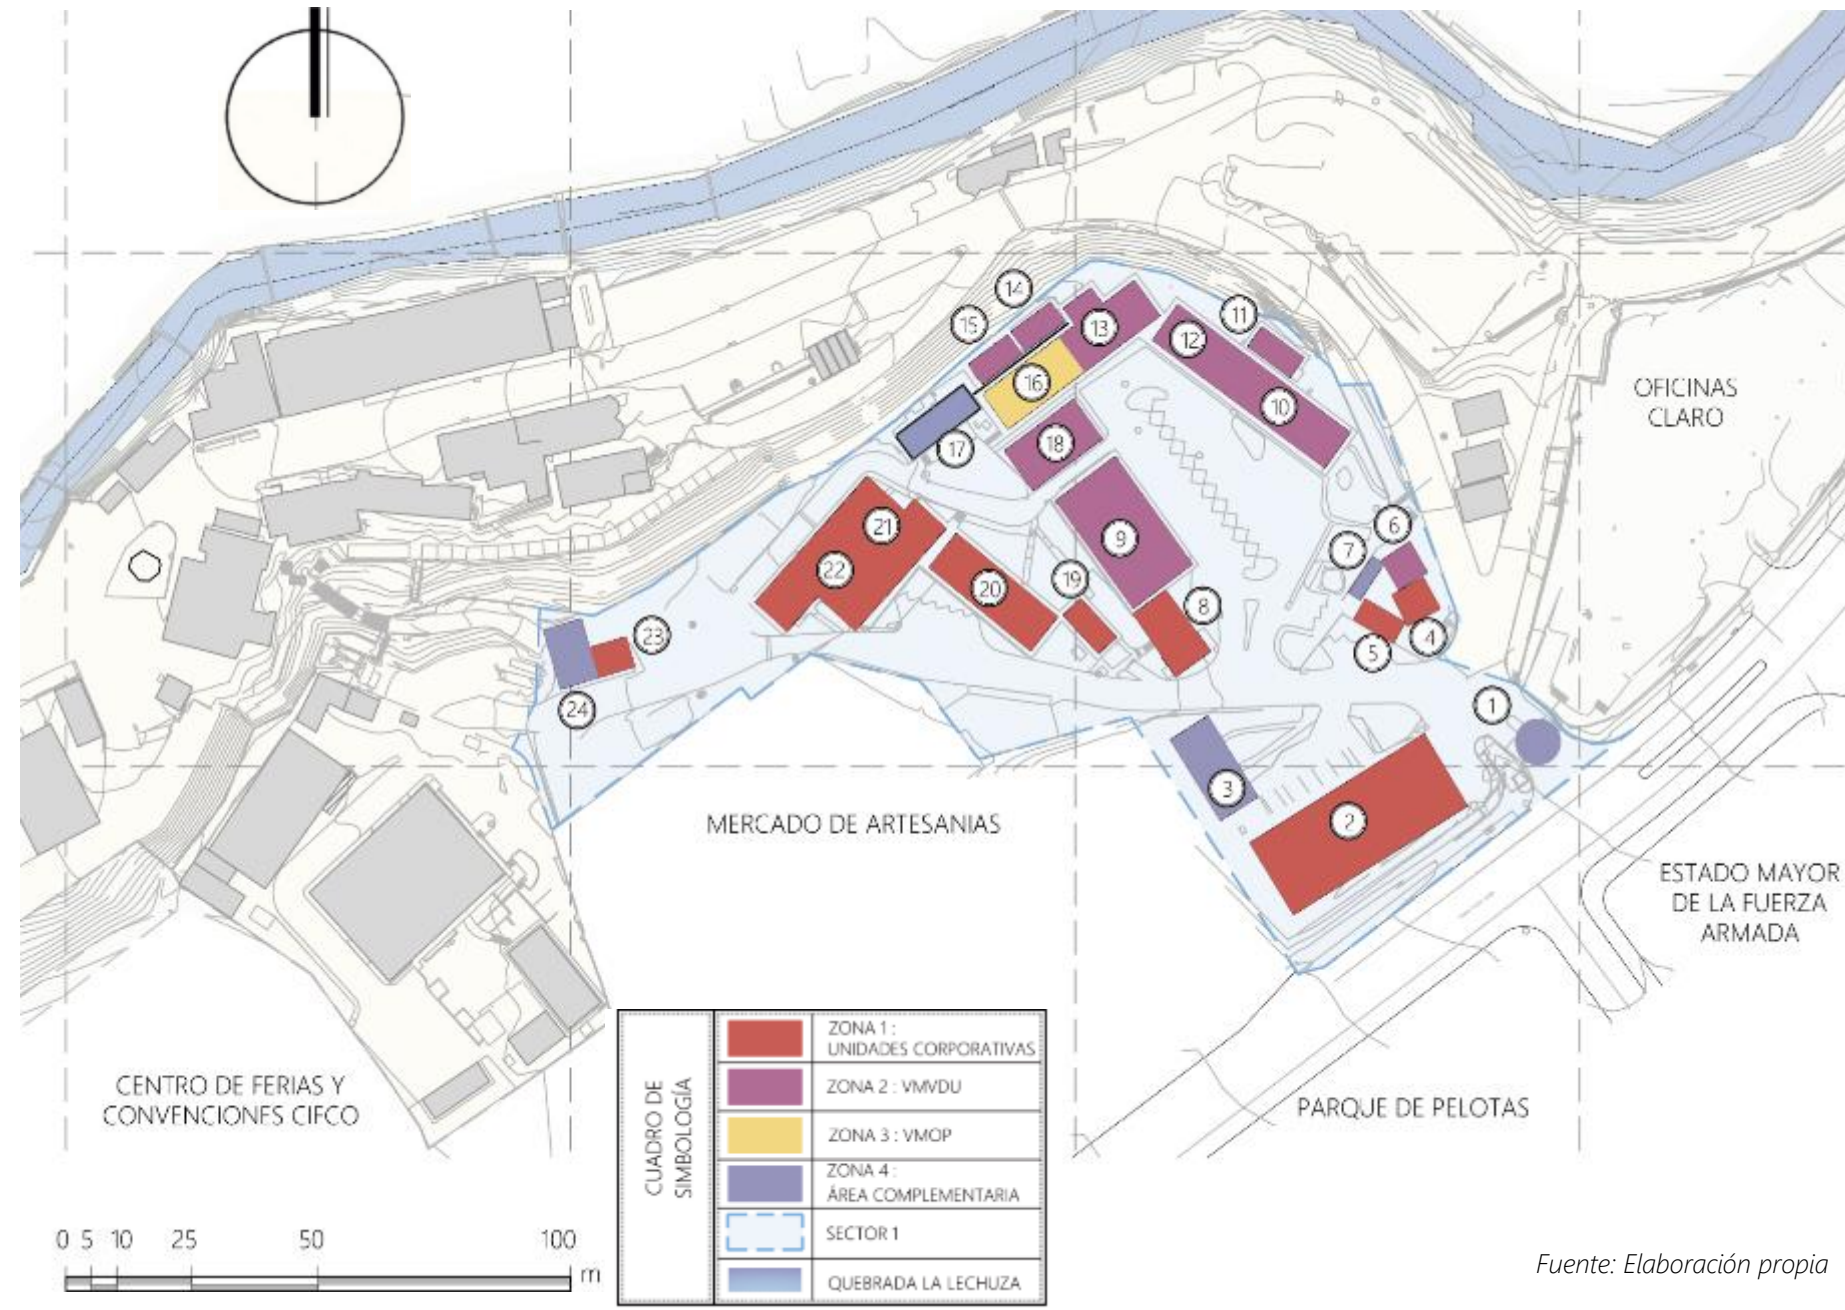 14
15
13
11
12
16
10
OFICINAS
CLARO
18
17
21
6
9
7
22
20
19
8
23
4
5
24
1
3
2
MERCADO DE ARTESANIAS
ESTADO MAYOR
DE LA FUERZA
ARMADA
CENTRO DE FERIAS Y
CONVENCIONES CIFCO
PARQUE DE PELOTAS
CUADRO DE
SIMBOLOGÍA
ZONA 1 :
UNIDADES CORPORATIVAS
ZONA 2 : VMVDU
ZONA 3 : VMOP
ZONA 4 :
ÁREA COMPLEMENTARIA
SECTOR 1
QUEBRADA LA LECHUZA
0 5 10 25 50 100
m
Fuente: Elaboración propia